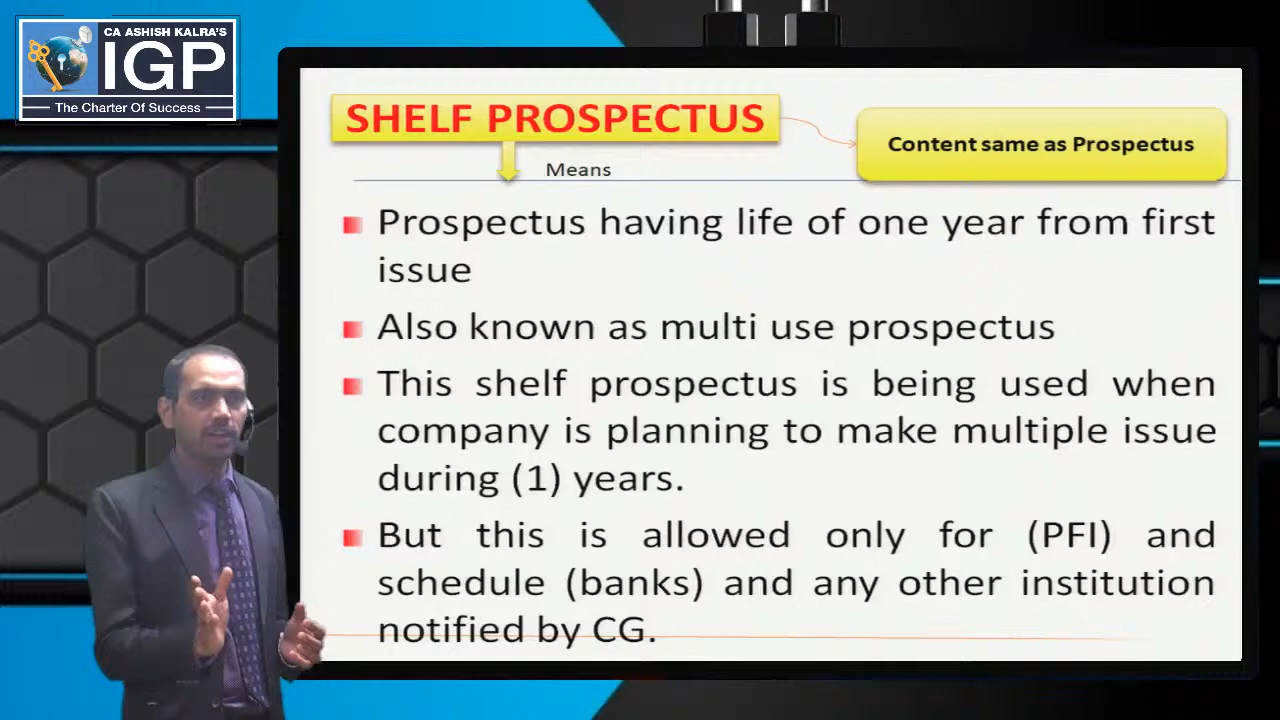 CA ASHISH KALRA'S
IGP
The Charter Of Success
SHELF PROSPECTUS
Content same as Prospectus
Means
Prospectus having life of one year from first
issue
Also known as multi use prospectus
This shelf prospectus is being used when
company is planning to make multiple issue
during (1) years.
But this is allowed only for (PFI) and
schedule (banks) and any other institution
notified by CG.